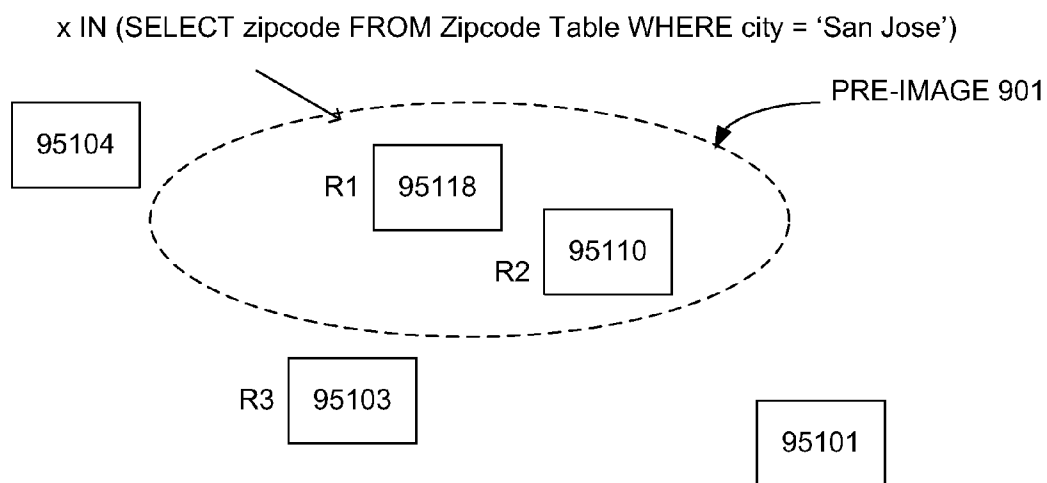 x IN (SELECT zipcode FROM Zipcode Table WHERE city = ‘San Jose’)
PRE-IMAGE 901
95104
R1
95118
R2
95110
R3
95103
95101